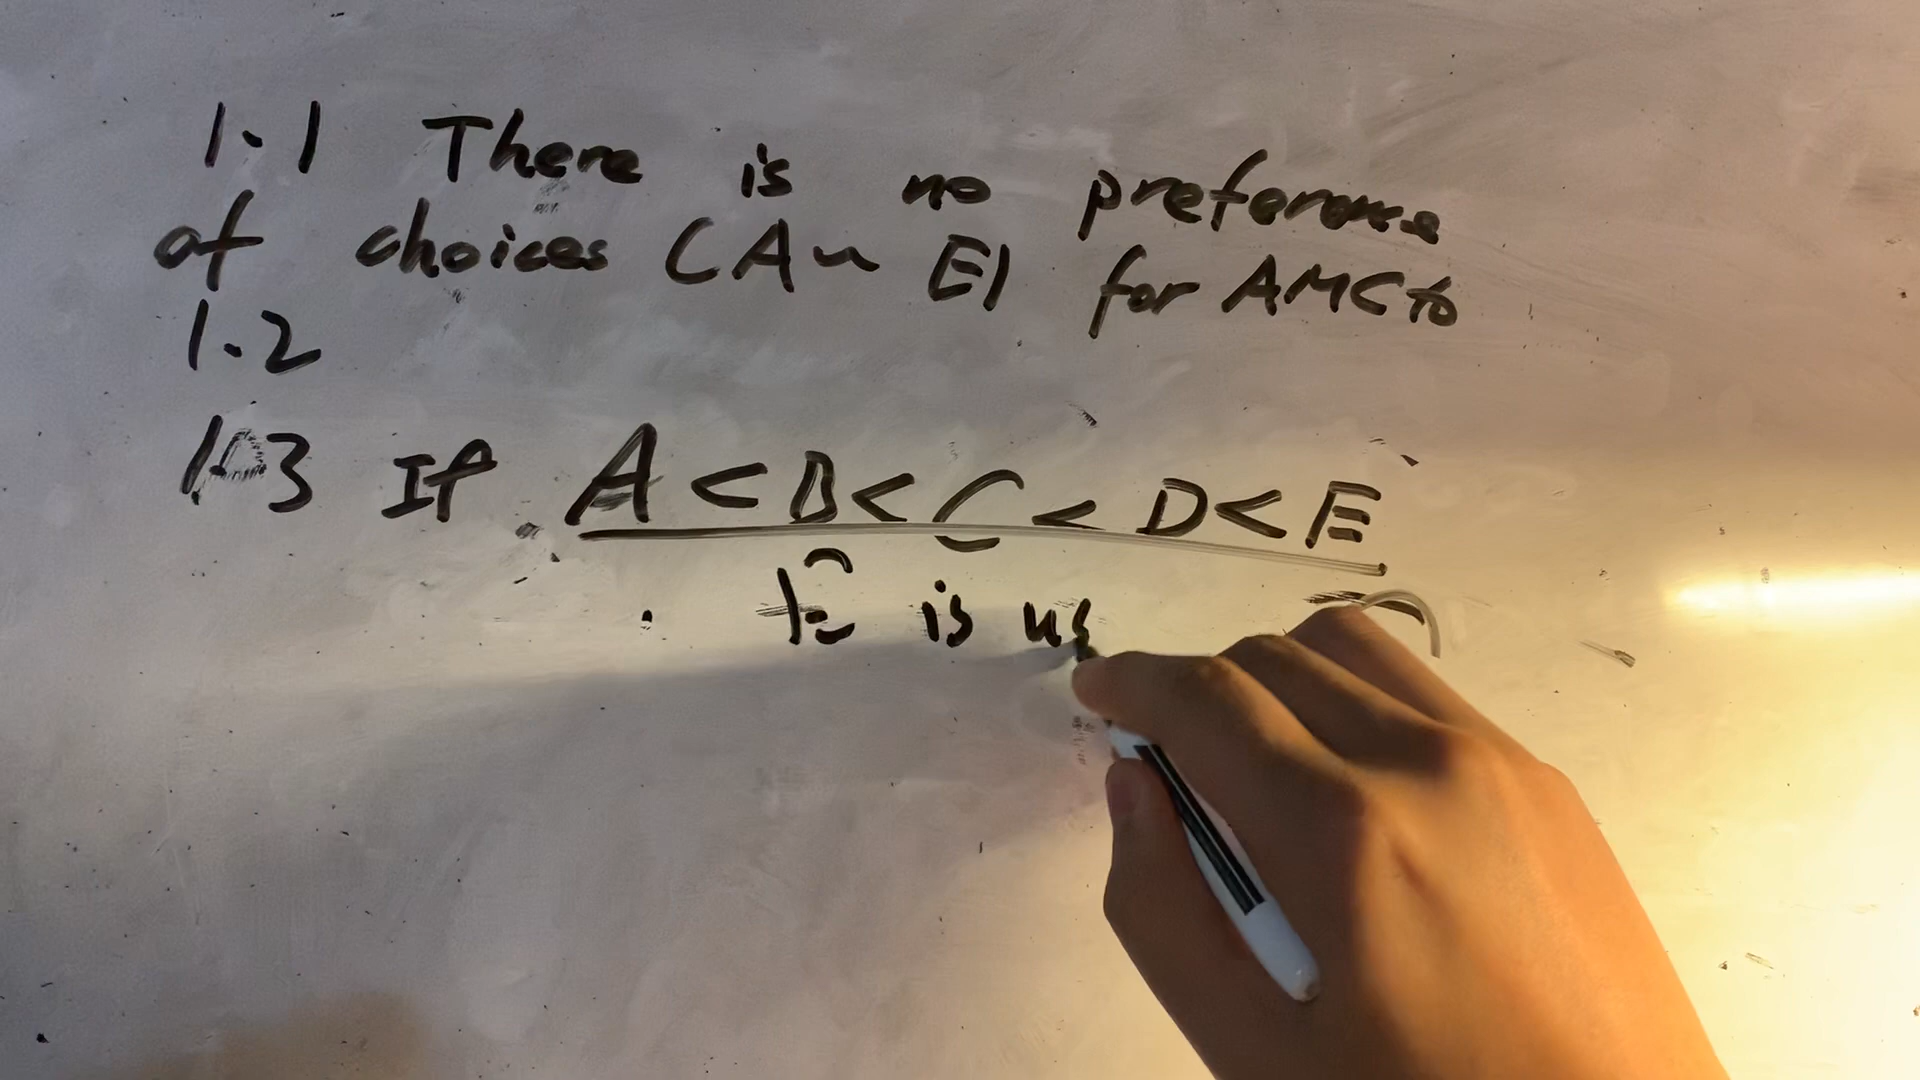 1.1 There is no preference
of choices (A~E) for AMC10
1.2
1.3 If A<B<C<D<E
E is us